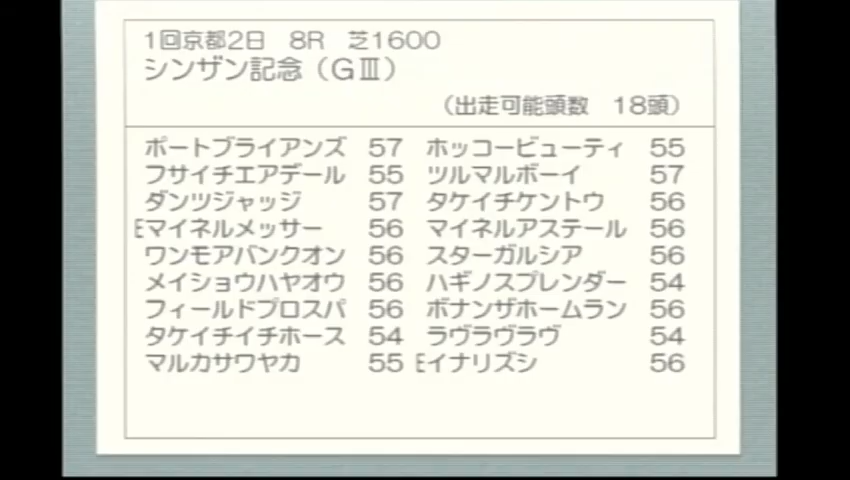 1回京都2日 8R 芝1600
シンザン記念（GⅢ）
（出走可能頭数 18頭）
ポートブライアンズ 57 ホッコービューティ 55
フサイチエアデール 55 ツルマルボーイ 57
ダンツジャッジ 57 タケイチケントウ 56
Eマイネルメッサー 56 マイネルアステール 56
ワンモアバンクオン 56 スターガルシア 56
メイショウハヤオウ 56 ハギノスプレンダー 54
フィールドプロスパ 56 ボナンザホームラン 56
タケイチイチホース 54 ラヴラヴラヴ 54
マルカサワヤカ 55 Eイナリズシ 56